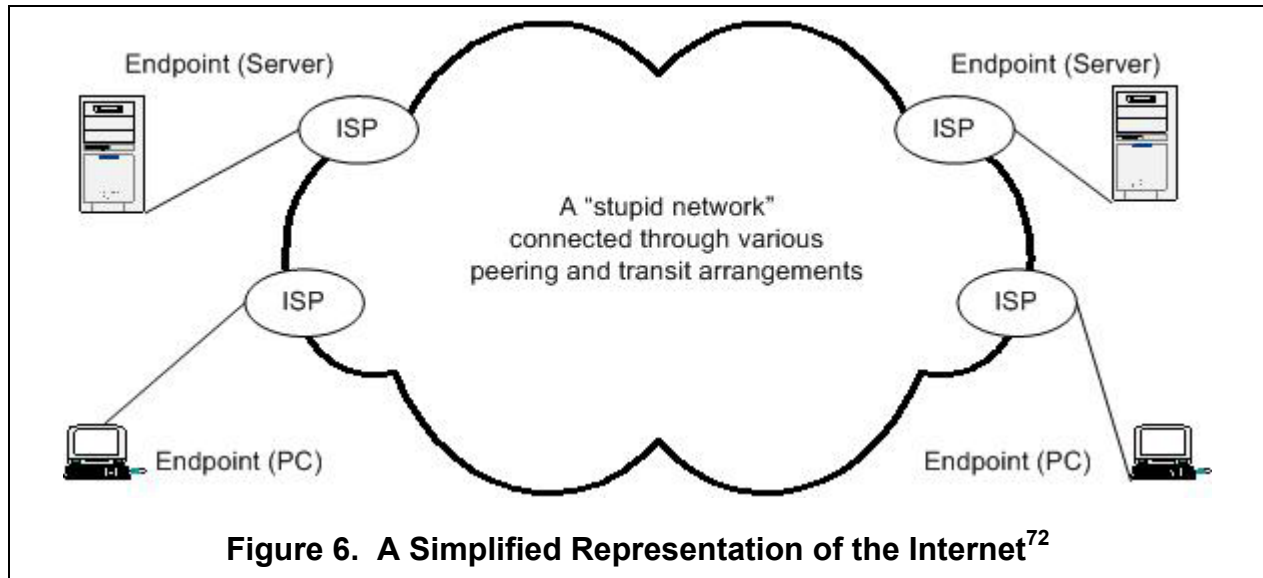 Endpoint (Server)
Endpoint (Server)
ISP
ISP
A “stupid network”
connected through various
peering and transit arrangements
ISP
ISP
Endpoint (PC)
Endpoint (PC)
Figure 6. A Simplified Representation of the Internet72